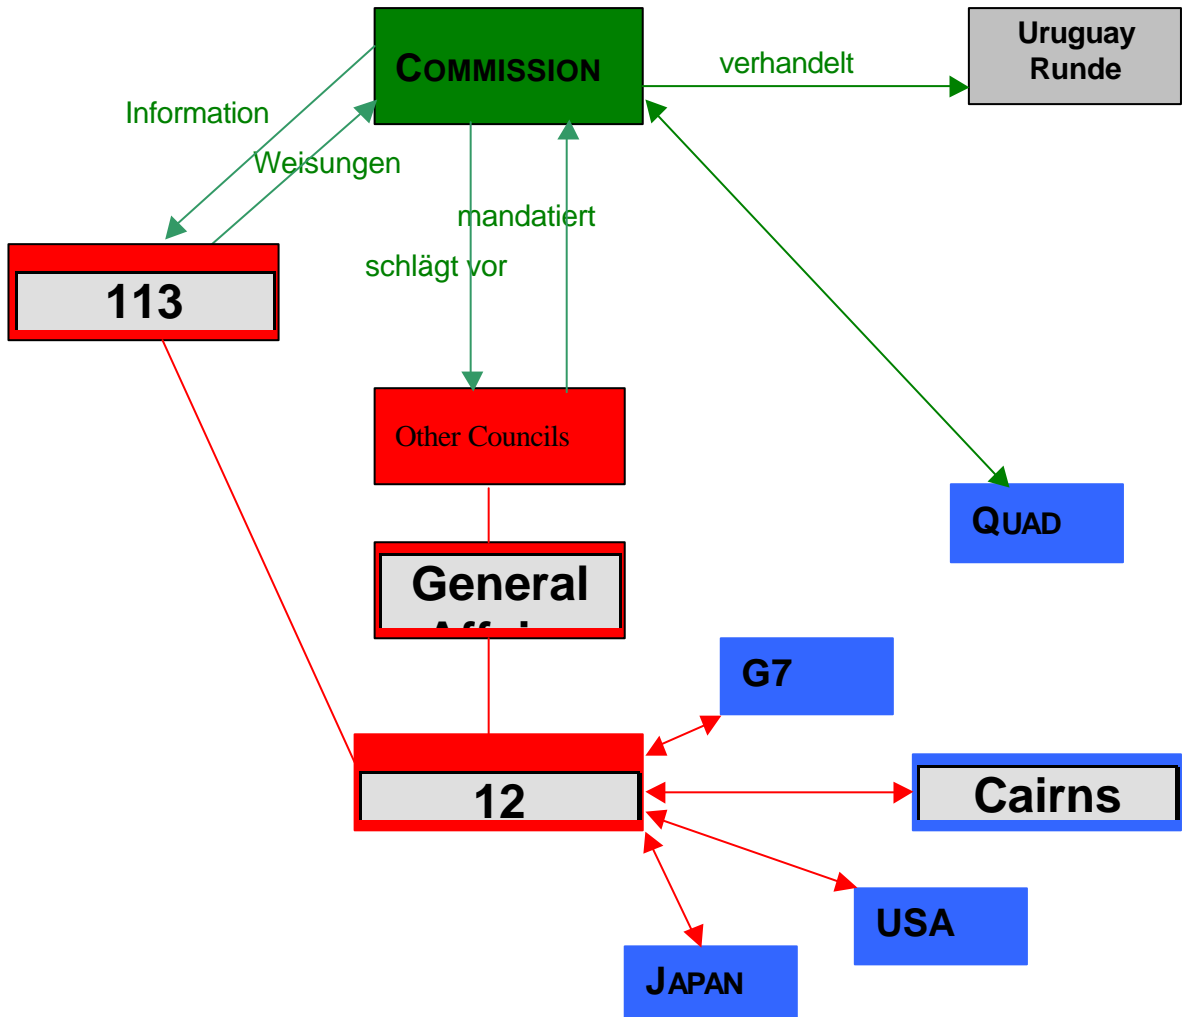 COMMISSION
verhandelt
Uruguay
Runde
Information
Weisungen
mandatiert
schlägt vor
113
Other Councils
QUAD
General
G7
12
Cairns
USA
JAPAN